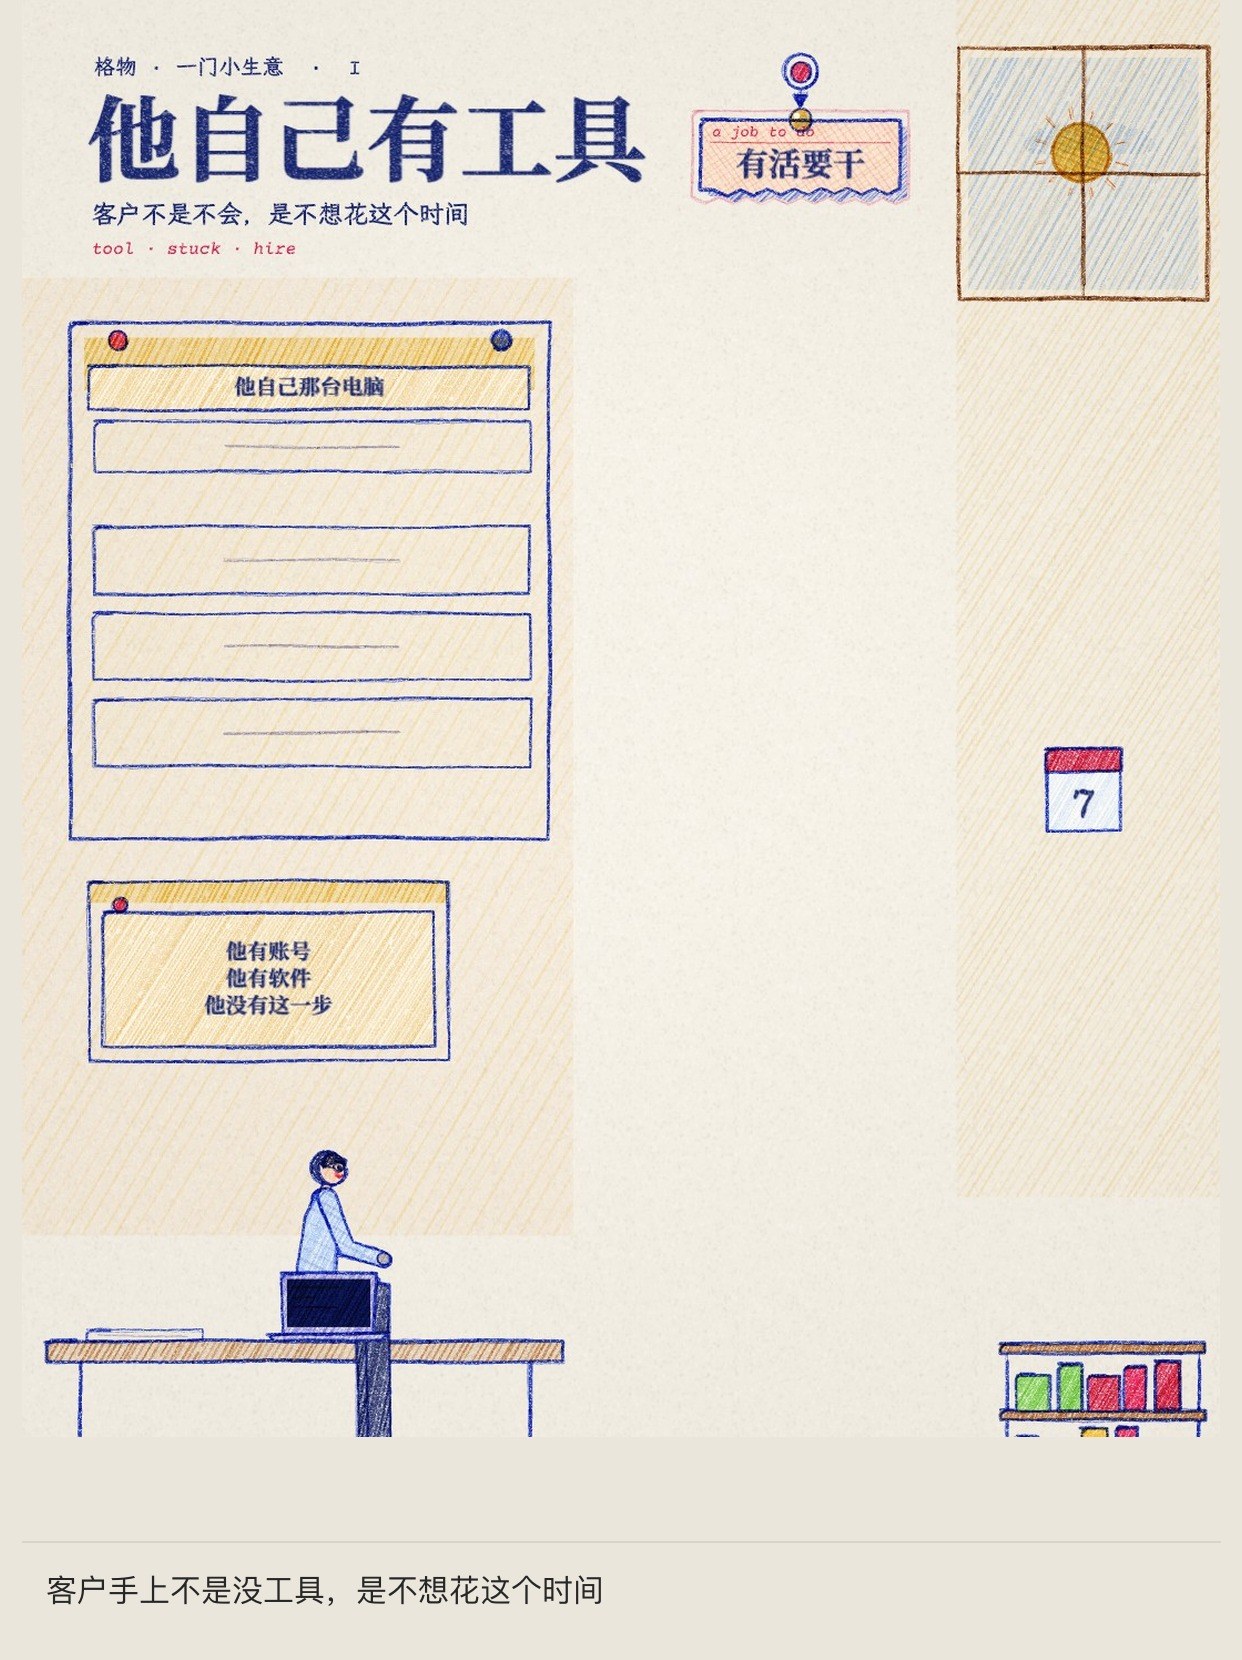 格物 · 一门小生意 · I
他自己有工具
客户不是不会，是不想花这个时间
tool · stuck · hire
a job to do
有活要干
他自己那台电脑
7
他有账号
他有软件
他没有这一步
客户手上不是没工具，是不想花这个时间